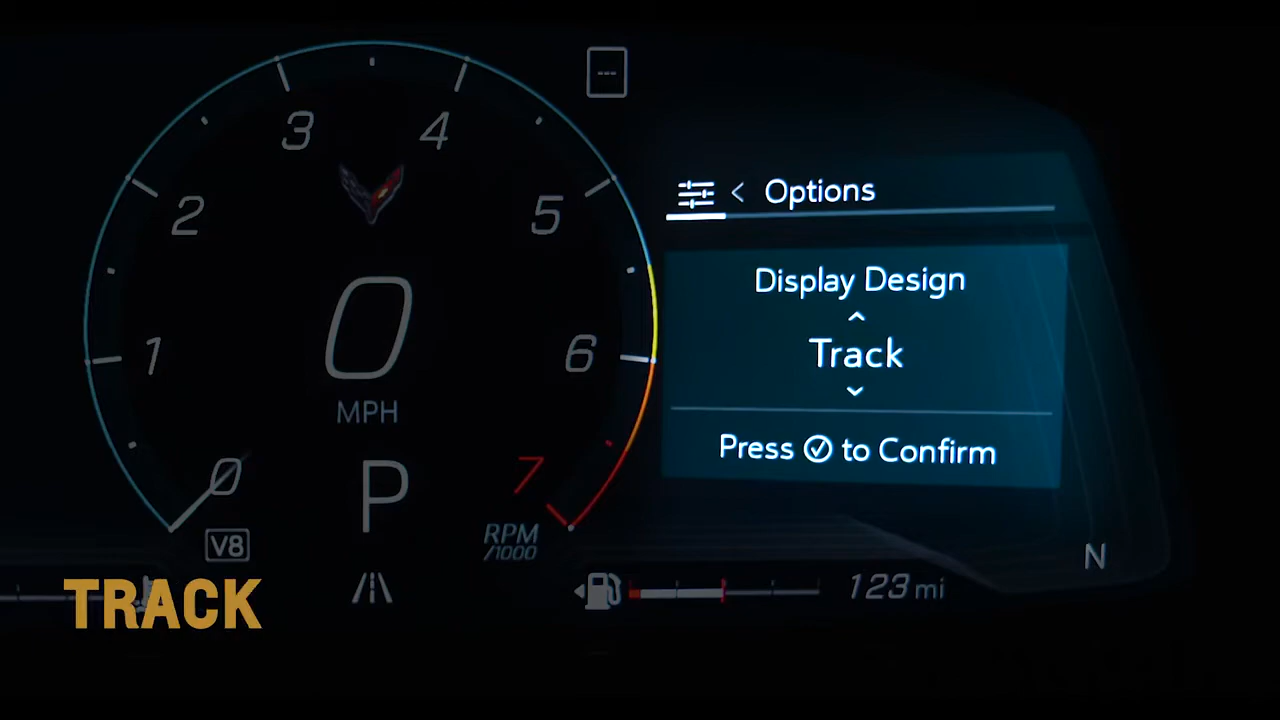 ---
3 4
2 5
< Options
Display Design
0
MPH
1 6
Track
Press to Confirm
0 P 7
V8
RPM
/1000
N
123 mi
TRACK